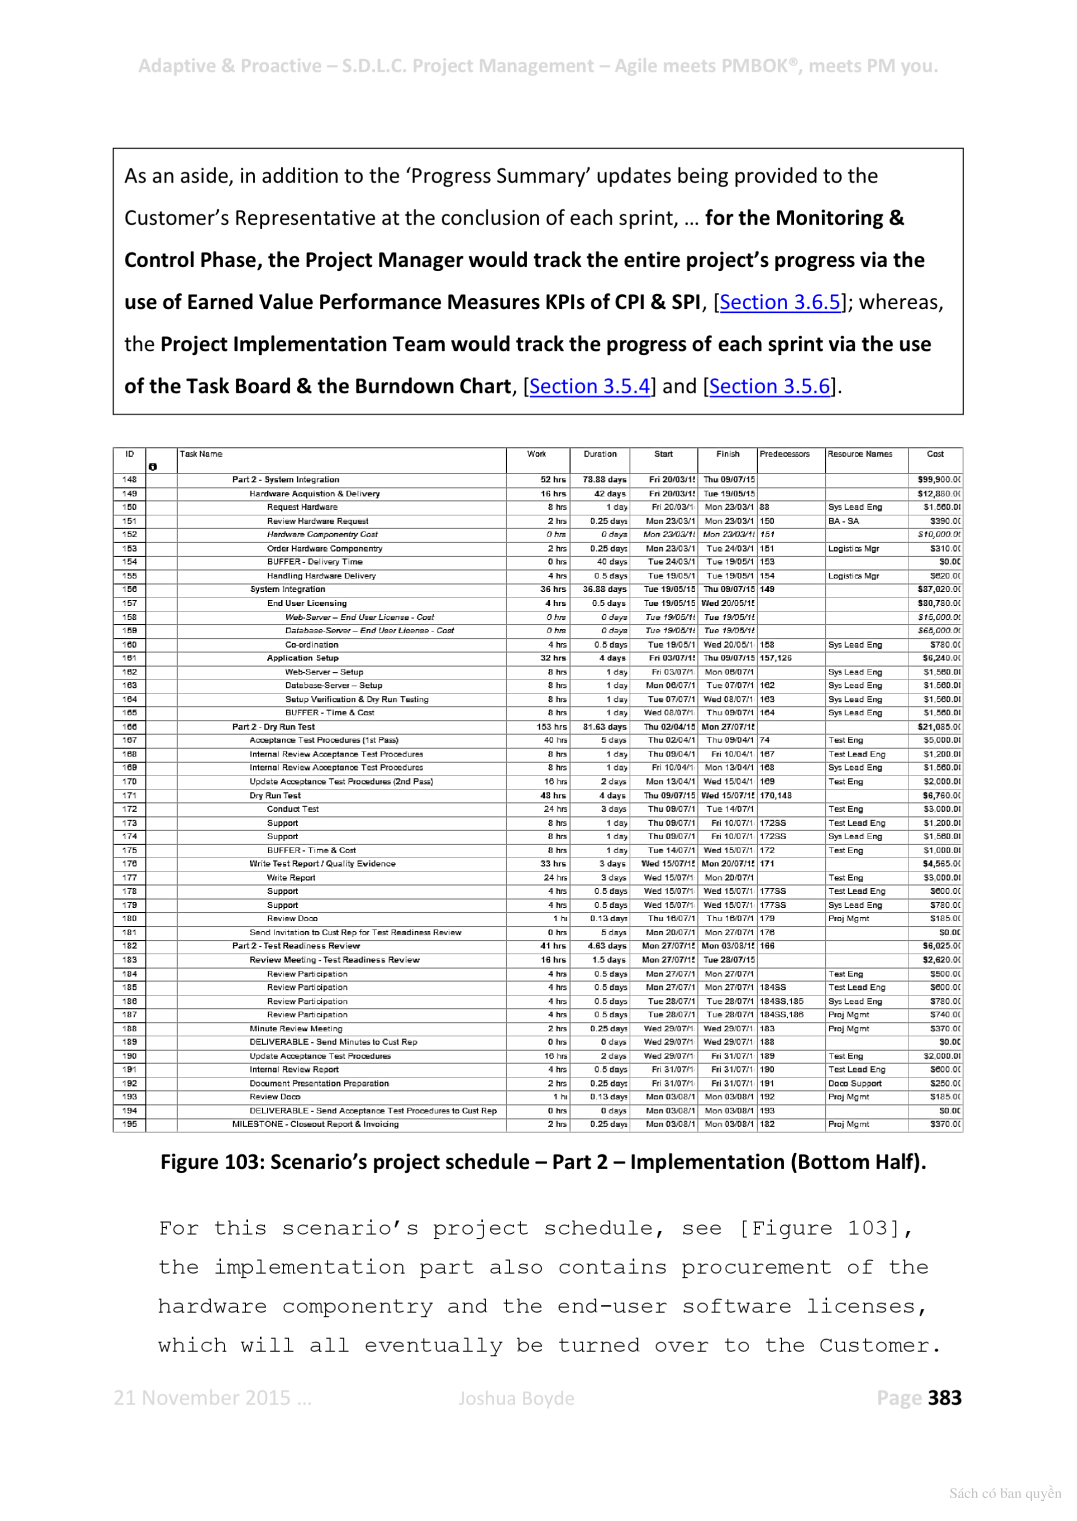 Adaptive & Proactive – S.D.L.C. Project Management – Agile meets PMBOK®, meets PM you.
As an aside, in addition to the ‘Progress Summary’ updates being provided to the
Customer’s Representative at the conclusion of each sprint, … for the Monitoring &
Control Phase, the Project Manager would track the entire project’s progress via the
use of Earned Value Performance Measures KPIs of CPI & SPI, [Section 3.6.5]; whereas,
the Project Implementation Team would track the progress of each sprint via the use
of the Task Board & the Burndown Chart, [Section 3.5.4] and [Section 3.5.6].
ID Task Name Work Duration Start Finish Predecessors Resource Names Cost
148 Part 2 - System Integration 52 hrs 78.88 days Fri 20/03/15 Thu 09/07/15 $99,900.00
149 Hardware Acquistion & Delivery 16 hrs 42 days Fri 20/03/15 Tue 19/05/15 $12,880.00
150 Request Hardware 8 hrs 1 day Fri 20/03/1 Mon 23/03/1 88 Sys Lead Eng $1,560.00
151 Review Hardware Request 2 hrs 0.25 days Mon 23/03/1 Mon 23/03/1 150 BA - SA $390.00
152 Hardware Componentry Cost 0 hrs 0 days Mon 23/03/1 Mon 23/03/1 151 $10,000.00
153 Order Hardware Componentry 2 hrs 0.25 days Mon 23/03/1 Tue 24/03/1 151 Logistics Mgr $310.00
154 BUFFER - Delivery Time 0 hrs 40 days Tue 24/03/1 Tue 19/05/1 153 $0.00
155 Handling Hardware Delivery 4 hrs 0.5 days Tue 19/05/1 Tue 19/05/1 154 Logistics Mgr $620.00
156 System Integration 36 hrs 36.88 days Tue 19/05/15 Thu 09/07/15 149 $87,020.00
157 End User Licensing 4 hrs 0.5 days Tue 19/05/15 Wed 20/05/15 $80,780.00
158 Web-Server – End User License - Cost 0 hrs 0 days Tue 19/05/1 Tue 19/05/1 $15,000.00
159 Database-Server – End User License - Cost 0 hrs 0 days Tue 19/05/1 Tue 19/05/1 $65,000.00
160 Co-ordination 4 hrs 0.5 days Tue 19/05/1 Wed 20/05/1 158 Sys Lead Eng $780.00
161 Application Setup 32 hrs 4 days Fri 03/07/15 Thu 09/07/15 157,126 $6,240.00
162 Web-Server – Setup 8 hrs 1 day Fri 03/07/1 Mon 06/07/1 Sys Lead Eng $1,560.00
163 Database-Server – Setup 8 hrs 1 day Mon 06/07/1 Tue 07/07/1 162 Sys Lead Eng $1,560.00
164 Setup Verification & Dry Run Testing 8 hrs 1 day Tue 07/07/1 Wed 08/07/1 163 Sys Lead Eng $1,560.00
165 BUFFER - Time & Cost 8 hrs 1 day Wed 08/07/1 Thu 09/07/1 164 Sys Lead Eng $1,560.00
166 Part 2 - Dry Run Test 153 hrs 81.63 days Thu 02/04/15 Mon 27/07/15 $21,085.00
167 Acceptance Test Procedures (1st Pass) 40 hrs 5 days Thu 02/04/1 Thu 09/04/1 74 Test Eng $5,000.00
168 Internal Review Acceptance Test Procedures 8 hrs 1 day Thu 09/04/1 Fri 10/04/1 167 Test Lead Eng $1,200.00
169 Internal Review Acceptance Test Procedures 8 hrs 1 day Fri 10/04/1 Mon 13/04/1 168 Sys Lead Eng $1,560.00
170 Update Acceptance Test Procedures (2nd Pass) 16 hrs 2 days Mon 13/04/1 Wed 15/04/1 169 Test Eng $2,000.00
171 Dry Run Test 48 hrs 4 days Thu 09/07/15 Wed 15/07/15 170,148 $6,760.00
172 Conduct Test 24 hrs 3 days Thu 09/07/1 Tue 14/07/1 Test Eng $3,000.00
173 Support 8 hrs 1 day Thu 09/07/1 Fri 10/07/1 172SS Test Lead Eng $1,200.00
174 Support 8 hrs 1 day Thu 09/07/1 Fri 10/07/1 172SS Sys Lead Eng $1,560.00
175 BUFFER - Time & Cost 8 hrs 1 day Tue 14/07/1 Wed 15/07/1 172 Test Eng $1,000.00
176 Write Test Report / Quality Evidence 33 hrs 3 days Wed 15/07/15 Mon 20/07/15 171 $4,565.00
177 Write Report 24 hrs 3 days Wed 15/07/1 Mon 20/07/1 Test Eng $3,000.00
178 Support 4 hrs 0.5 days Wed 15/07/1 Wed 15/07/1 177SS Test Lead Eng $600.00
179 Support 4 hrs 0.5 days Wed 15/07/1 Wed 15/07/1 177SS Sys Lead Eng $780.00
180 Review Doco 1 hr 0.13 days Thu 16/07/1 Thu 16/07/1 179 Proj Mgmt $185.00
181 Send Invitation to Cust Rep for Test Readiness Review 0 hrs 5 days Mon 20/07/1 Mon 27/07/1 176 $0.00
182 Part 2 - Test Readiness Review 41 hrs 4.63 days Mon 27/07/15 Mon 03/08/15 166 $6,025.00
183 Review Meeting - Test Readiness Review 16 hrs 1.5 days Mon 27/07/15 Tue 28/07/15 $2,620.00
184 Review Participation 4 hrs 0.5 days Mon 27/07/1 Mon 27/07/1 Test Eng $500.00
185 Review Participation 4 hrs 0.5 days Mon 27/07/1 Mon 27/07/1 184SS Test Lead Eng $600.00
186 Review Participation 4 hrs 0.5 days Tue 28/07/1 Tue 28/07/1 184SS,185 Sys Lead Eng $780.00
187 Review Participation 4 hrs 0.5 days Tue 28/07/1 Tue 28/07/1 184SS,186 Proj Mgmt $740.00
188 Minute Review Meeting 2 hrs 0.25 days Wed 29/07/1 Wed 29/07/1 183 Proj Mgmt $370.00
189 DELIVERABLE - Send Minutes to Cust Rep 0 hrs 0 days Wed 29/07/1 Wed 29/07/1 188 $0.00
190 Update Acceptance Test Procedures 16 hrs 2 days Wed 29/07/1 Fri 31/07/1 189 Test Eng $2,000.00
191 Internal Review Report 4 hrs 0.5 days Fri 31/07/1 Fri 31/07/1 190 Test Lead Eng $600.00
192 Document Presentation Preparation 2 hrs 0.25 days Fri 31/07/1 Fri 31/07/1 191 Doco Support $250.00
193 Review Doco 1 hr 0.13 days Mon 03/08/1 Mon 03/08/1 192 Proj Mgmt $185.00
194 DELIVERABLE - Send Acceptance Test Procedures to Cust Rep 0 hrs 0 days Mon 03/08/1 Mon 03/08/1 193 $0.00
195 MILESTONE - Closeout Report & Invoicing 2 hrs 0.25 days Mon 03/08/1 Mon 03/08/1 182 Proj Mgmt $370.00
Figure 103: Scenario’s project schedule – Part 2 – Implementation (Bottom Half).
For this scenario’s project schedule, see [Figure 103],
the implementation part also contains procurement of the
hardware componentry and the end-user software licenses,
which will all eventually be turned over to the Customer.
21 November 2015 … Joshua Boyde Page 383
Sách có bản quyền